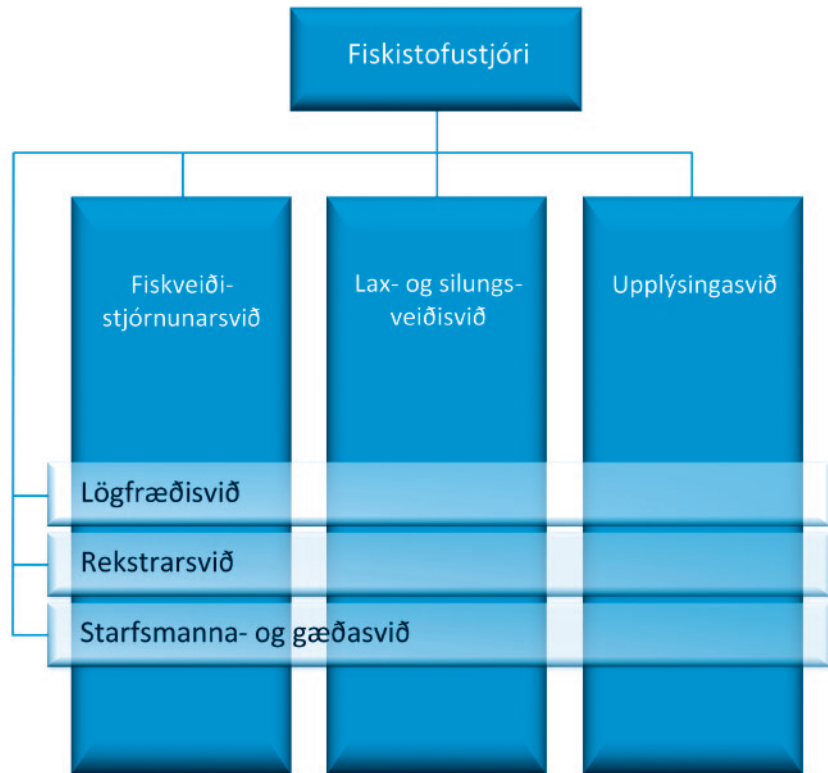 Fiskistofustjóri
Fiskveiði-
stjórnunarsvið
Lax- og silungs-
veiðisvið
Upplýsingasvið
Lögfræðisvið
Rekstrarsvið
Starfsmanna- og gæðasvið